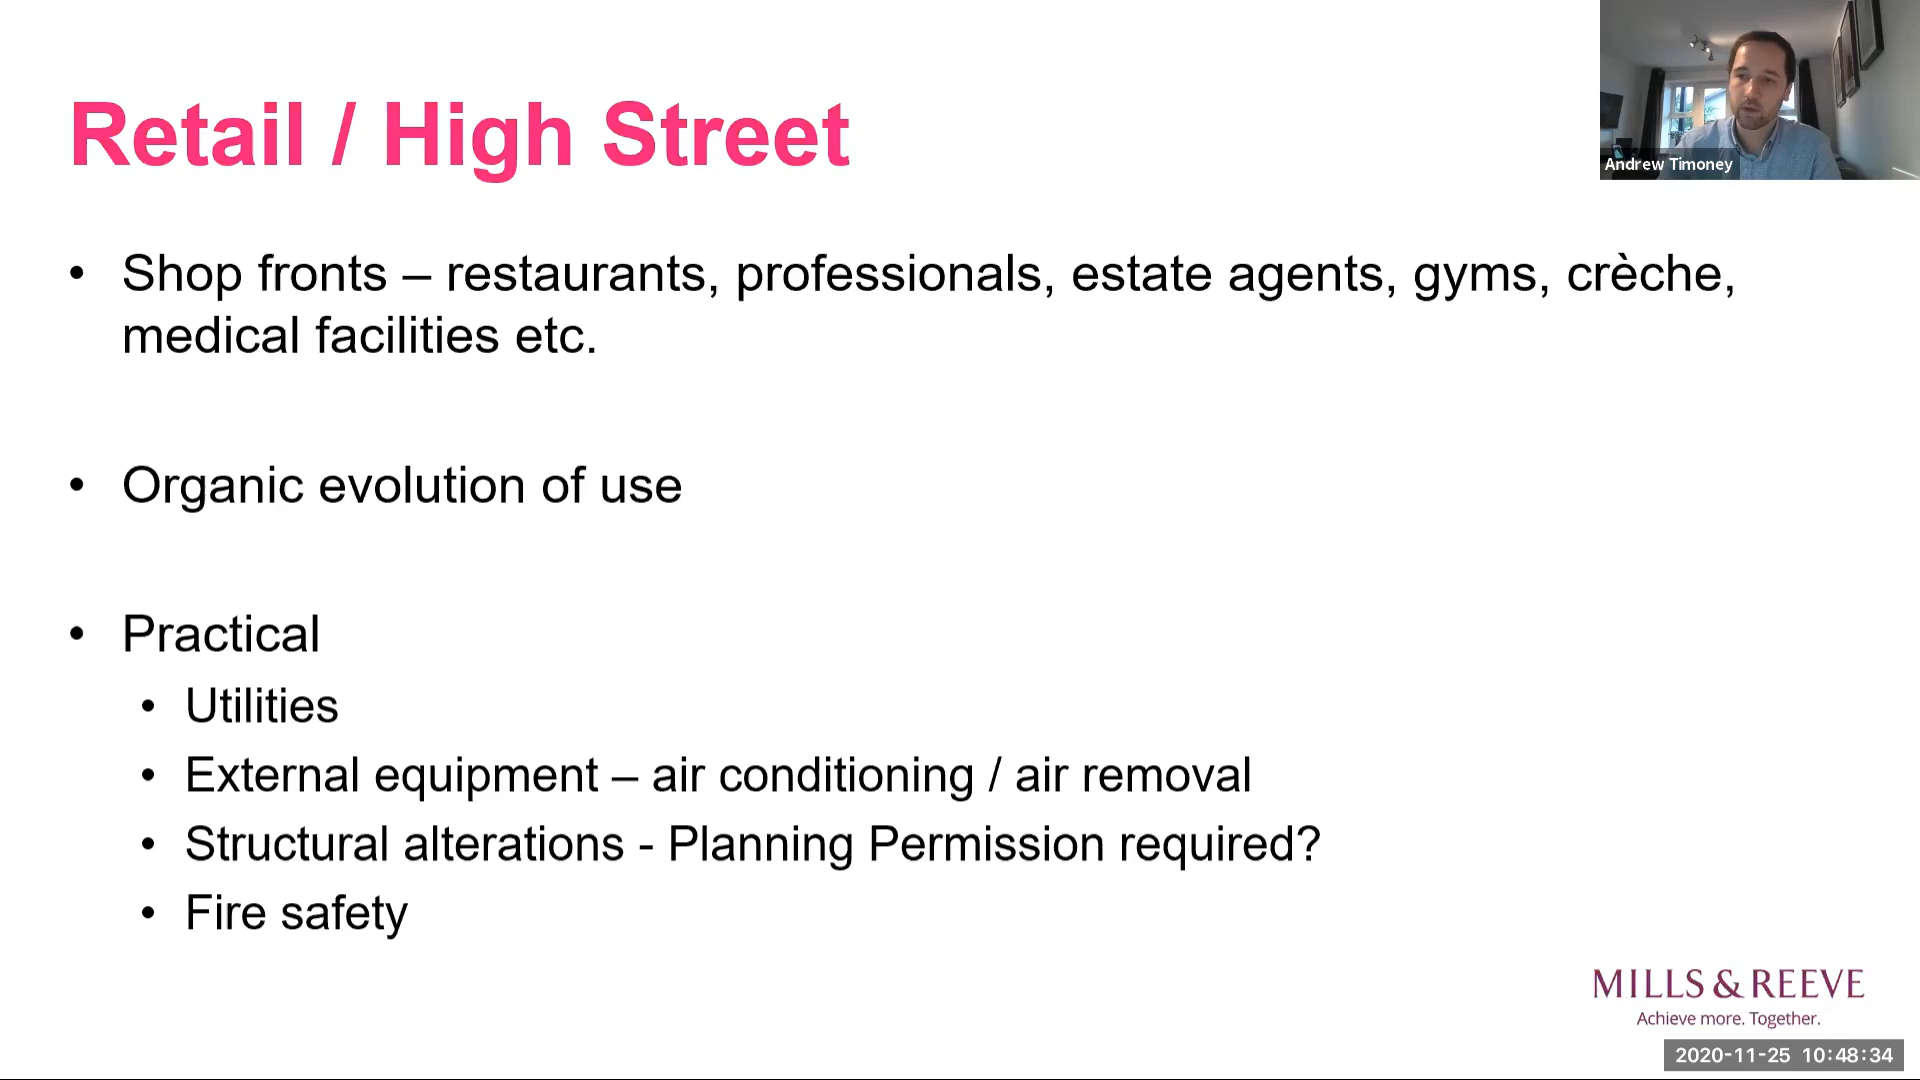 Retail / High Street
Andrew Timoney
• Shop fronts – restaurants, professionals, estate agents, gyms, crèche,
medical facilities etc.
• Organic evolution of use
• Practical
• Utilities
• External equipment – air conditioning / air removal
• Structural alterations - Planning Permission required?
• Fire safety
MILLS & REEVE
Achieve more. Together.
2020-11-25 10:48:34